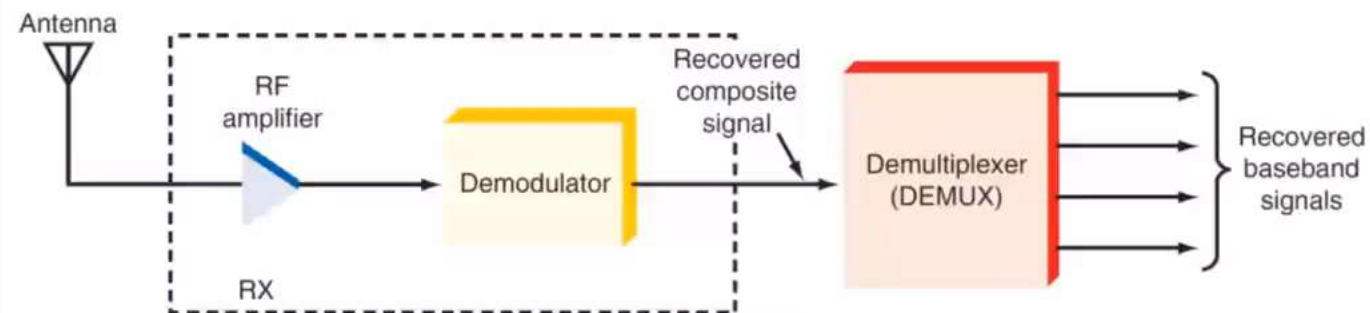 Antenna
RF
amplifier
Demodulator
RX
Recovered
composite
signal
Demultiplexer
(DEMUX)
Recovered
baseband
signals